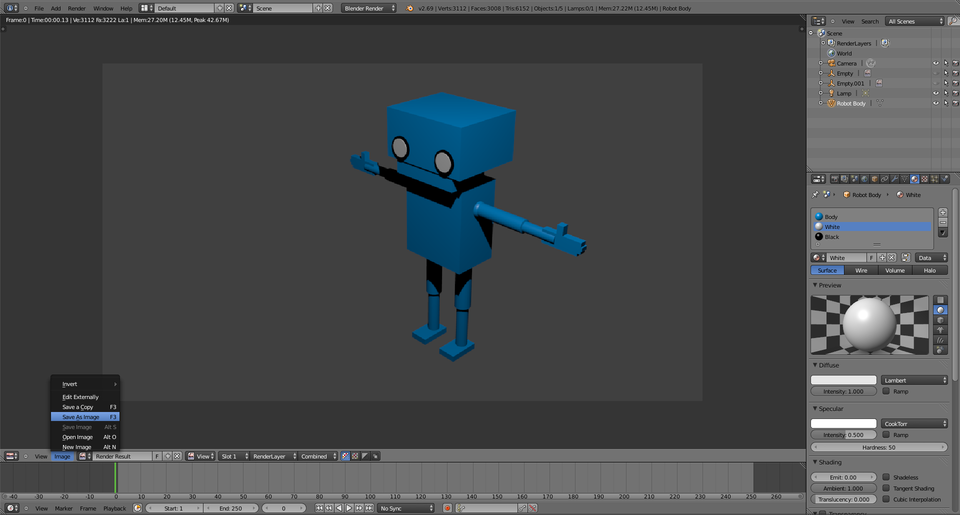 File Add Render Window Help Default Scene Blender Render v2.69 | Verts:3112 | Faces:3008 | Tris:6152 | Objects:1/5 | Lamps:0/1 | Mem:27.22M (12.45M) | Robot Body
Frame:0 | Time:00:00.13 | Ve:3112 Fa:3222 La:1 | Mem:27.20M (12.45M, Peak 42.67M)
View Search All Scenes
Scene
RenderLayers |
World
Camera |
Empty |
Empty.001 |
Lamp |
Robot Body |
Robot Body White
Body
White
Black
White F Data
Surface Wire Volume Halo
Preview
Diffuse
Lambert
Intensity: 1.000 Ramp
Specular
CookTorr
Intensity: 0.500 Ramp
Hardness: 50
Shading
Emit: 0.00 Shadeless
Ambient: 1.000 Tangent Shading
Translucency: 0.000 Cubic Interpolation
Invert
Edit Externally
Save a Copy F3
Save As Image F3
Save Image Alt S
Open Image Alt O
New Image Alt N
View Image Render Result F View Slot 1 RenderLayer Combined
-40 -30 -20 -10 0 10 20 30 40 50 60 70 80 90 100 110 120 130 140 150 160 170 180 190 200 210 220 230 240 250 260 270 280
View Marker Frame Playback Start: 1 End: 250 0 No Sync